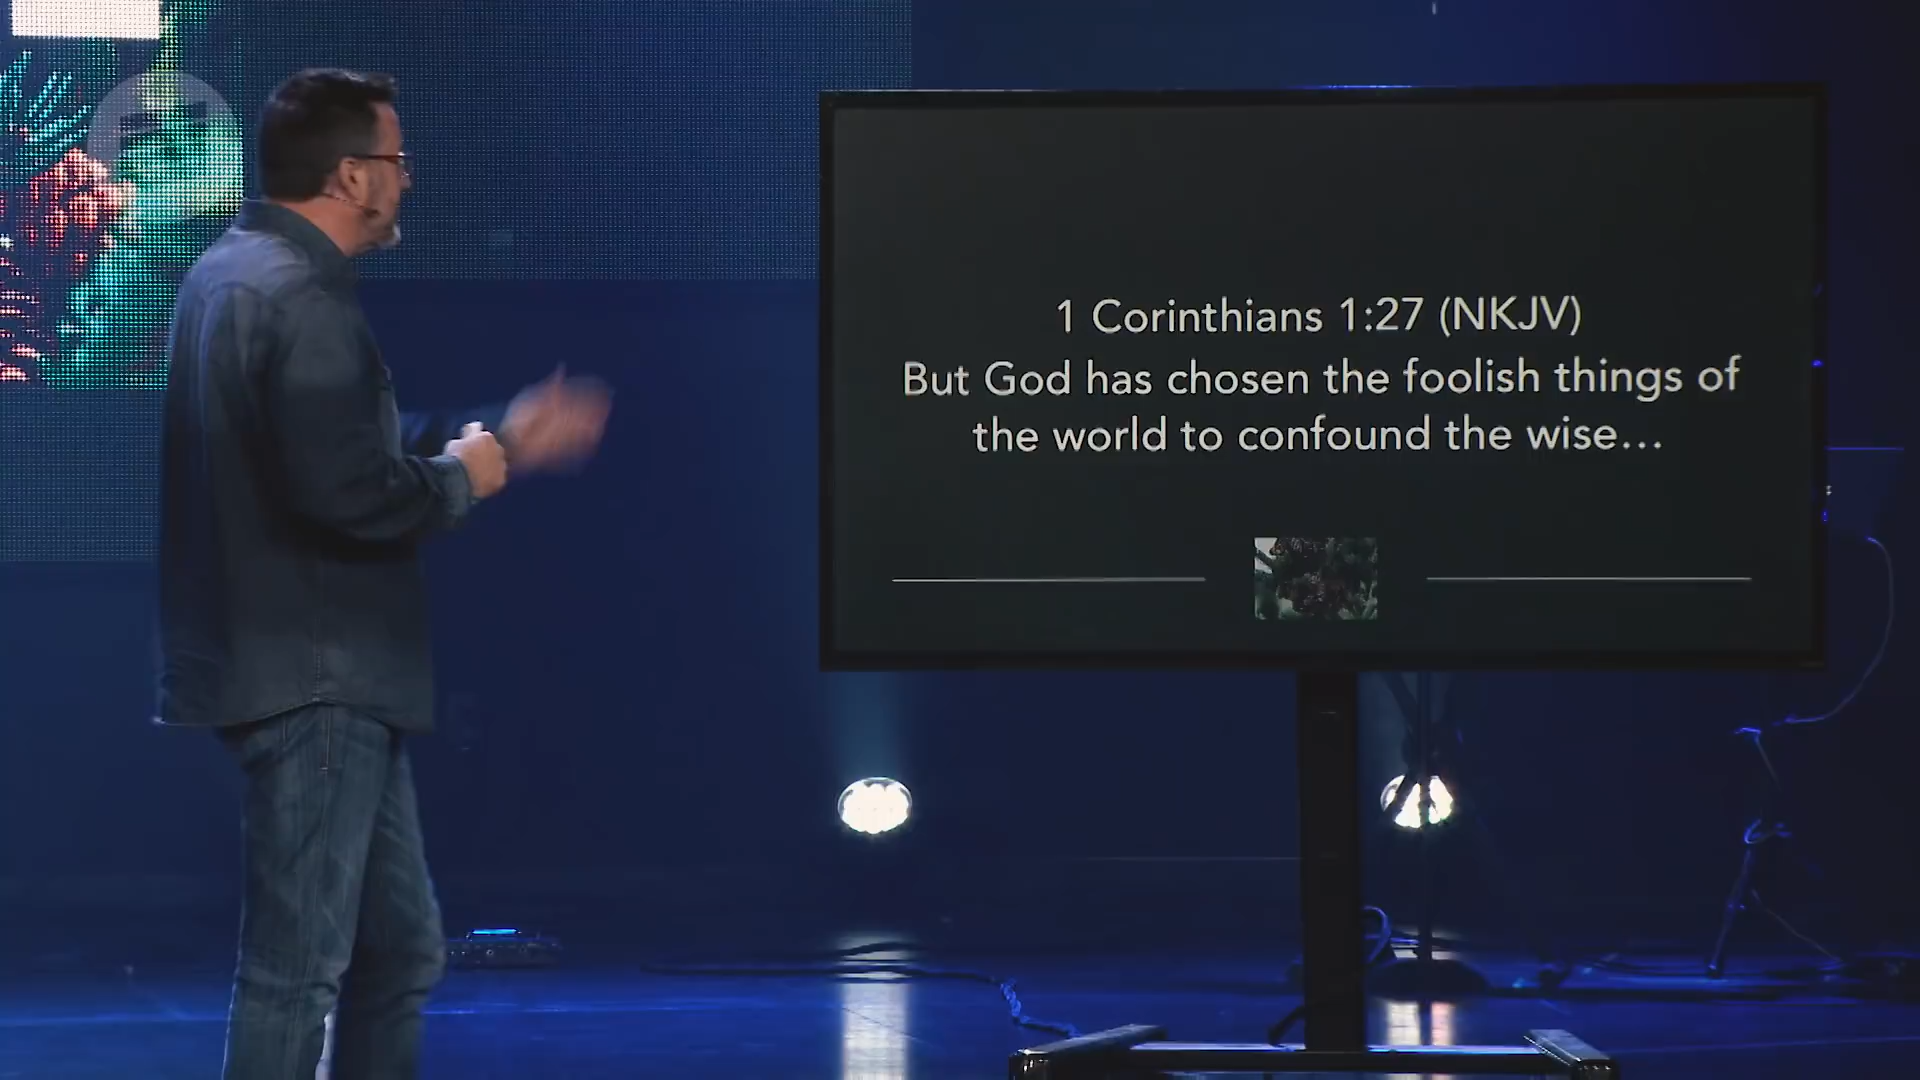 1 Corinthians 1:27 (NKJV)
But God has chosen the foolish things of
the world to confound the wise...